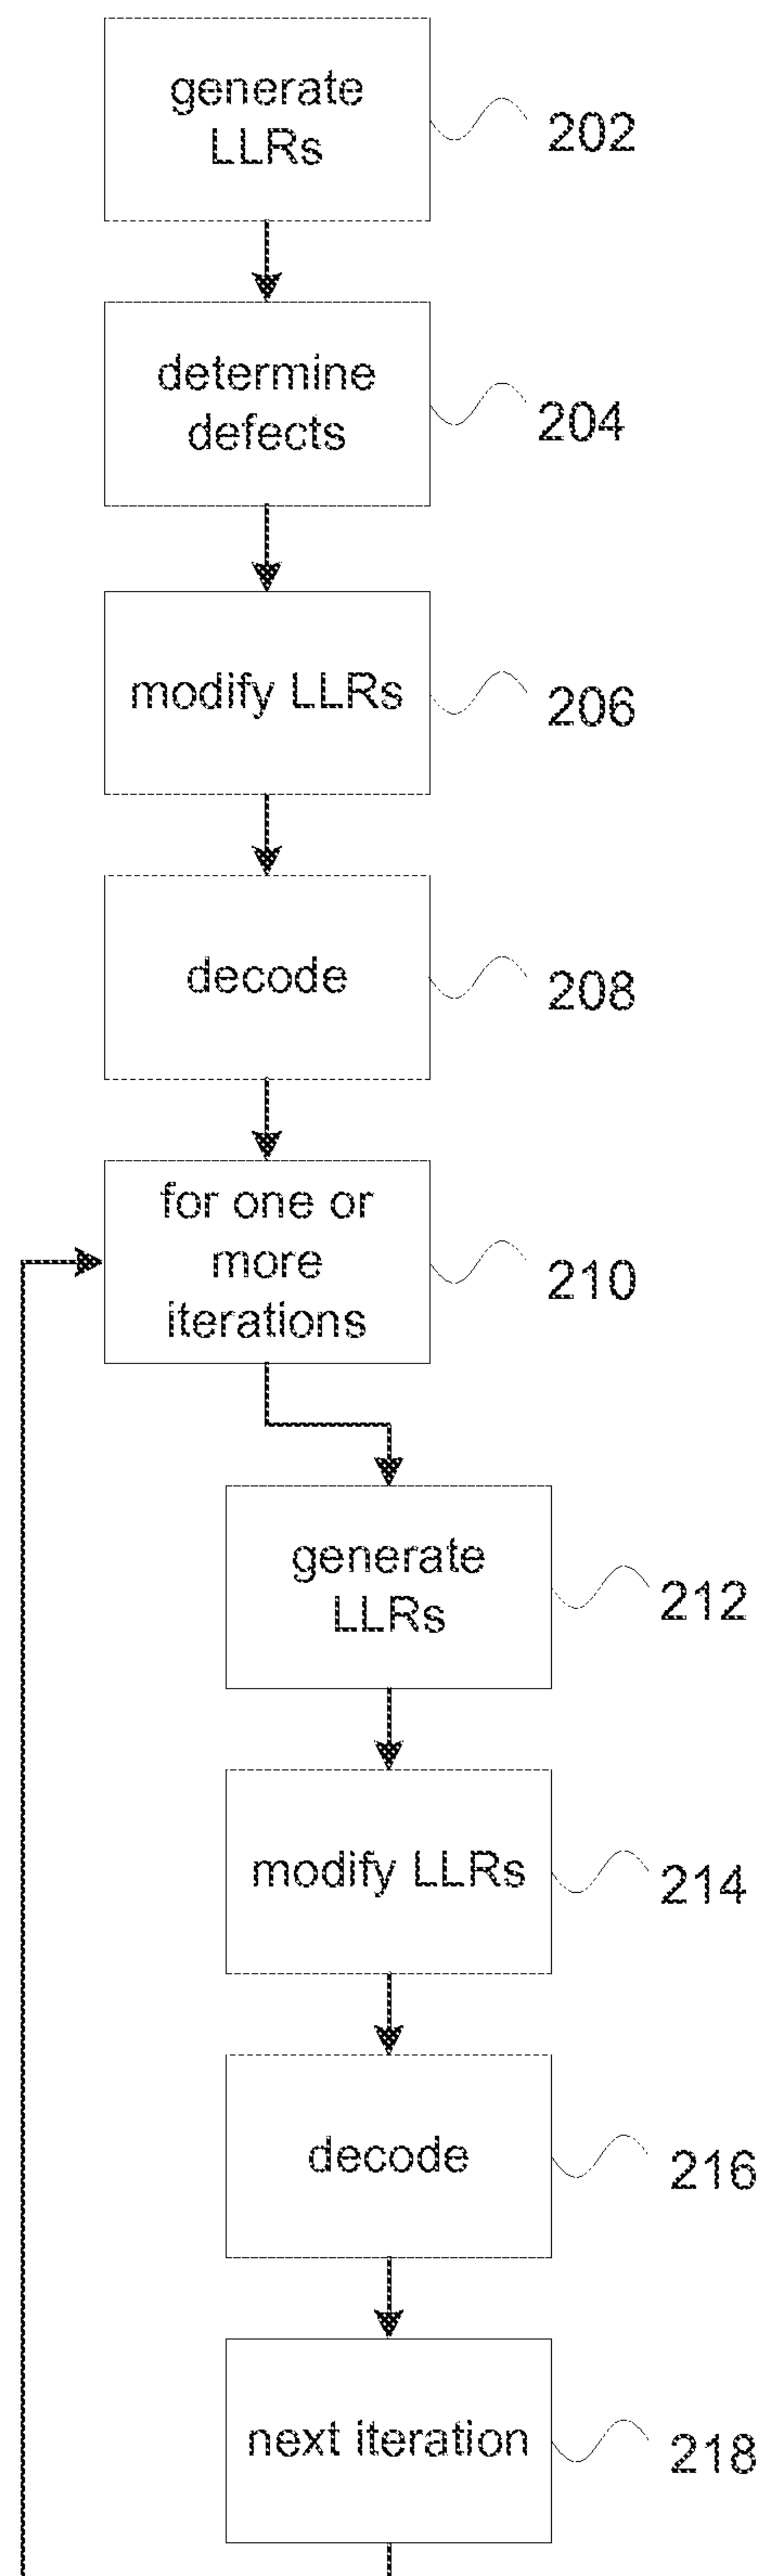 generate
LLRs
202
determine
defects
204
modify LLRs
206
decode
208
for one or
more
iterations
210
generate
LLRs
212
modify LLRs
214
decode
216
next iteration
218